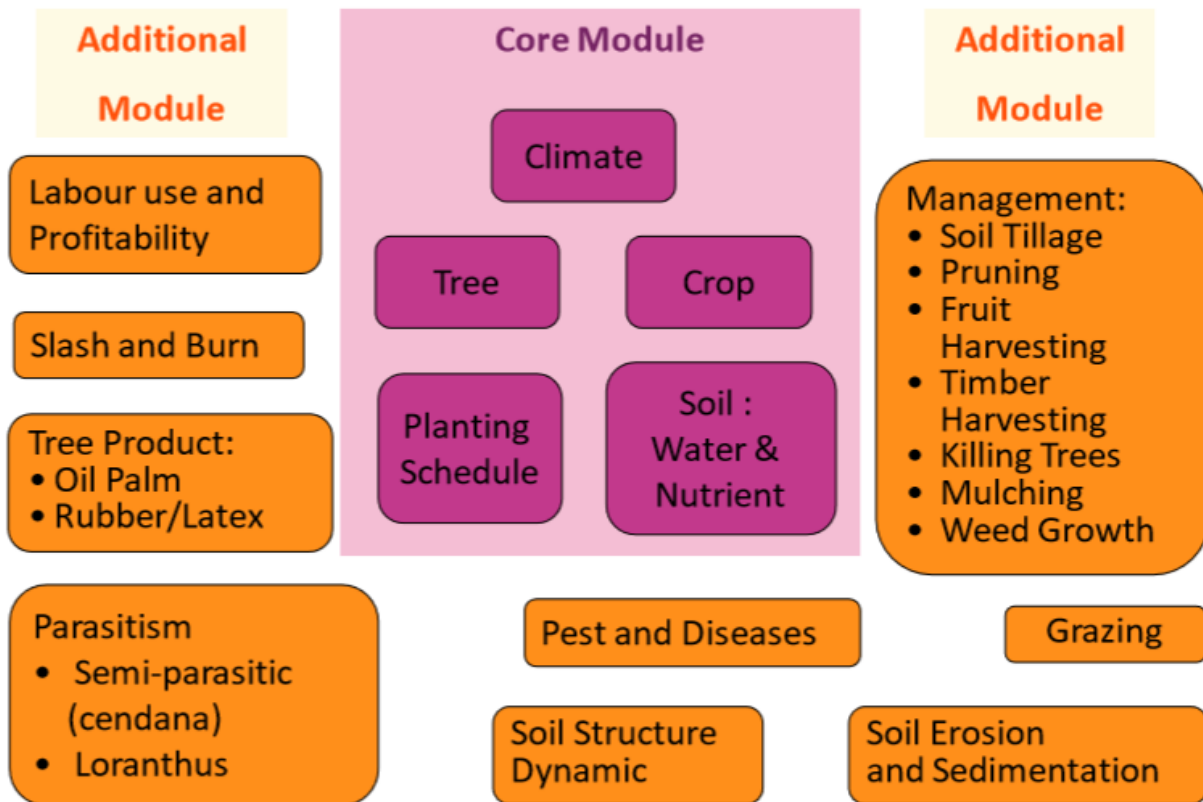 Additional
Module
Labour use and
Profitability
Slash and Burn
Tree Product:
• Oil Palm
• Rubber/Latex
Parasitism
• Semi-parasitic
(cendana)
• Loranthus
Core Module
Climate
Tree
Crop
Planting
Schedule
Soil :
Water &
Nutrient
Additional
Module
Management:
• Soil Tillage
• Pruning
• Fruit
Harvesting
• Timber
Harvesting
• Killing Trees
• Mulching
• Weed Growth
Pest and Diseases
Grazing
Soil Structure
Dynamic
Soil Erosion
and Sedimentation